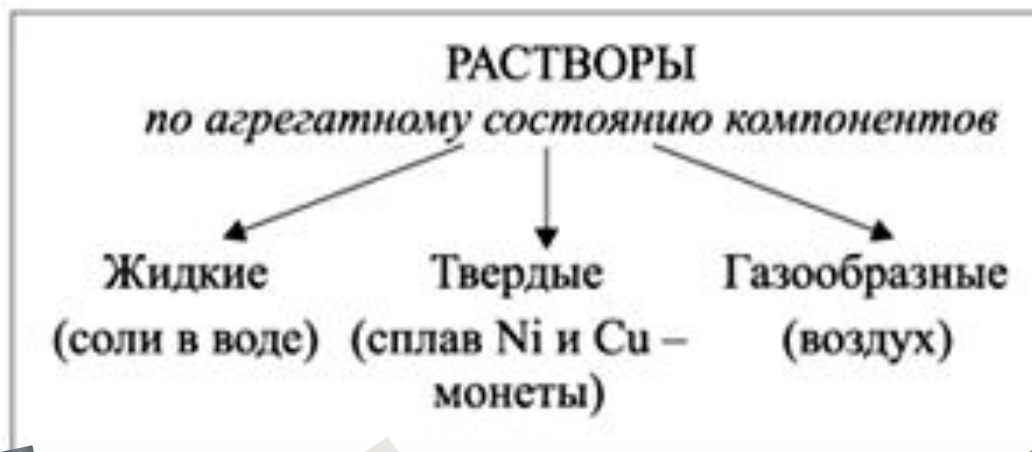 РАСТВОРЫ
по агрегатному состоянию компонентов
Жидкие Твердые Газообразные
(соли в воде) (сплав Ni и Cu – (воздух)
монеты)